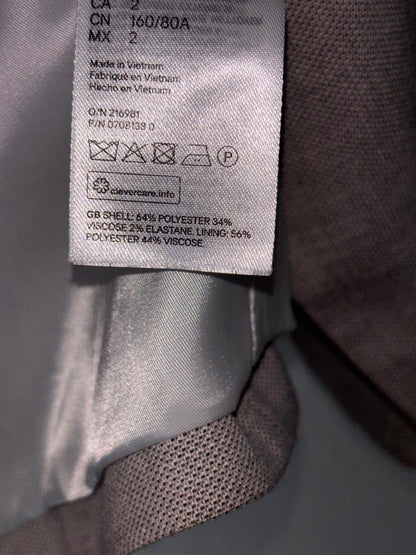 CA 2
CN 160/80A
MX 2
Made in Vietnam
Fabriqué en Vietnam
Hecho en Vietnam
O/N 216981
P/N 0708138 0
P
clevercare.info
GB SHELL: 64% POLYESTER 34%
VISCOSE 2% ELASTANE. LINING: 56%
POLYESTER 44% VISCOSE